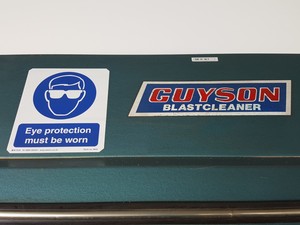 GUYSON
BLASTCLEANER
Eye protection
must be worn